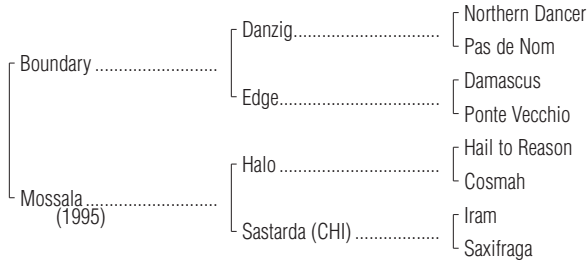 Northern Dancer
Danzig
Pas de Nom
Boundary
Damascus
Edge
Ponte Vecchio
Hail to Reason
Halo
Cosmah
Mossala
(1995)
Iram
Sastarda (CHI)
Saxifraga